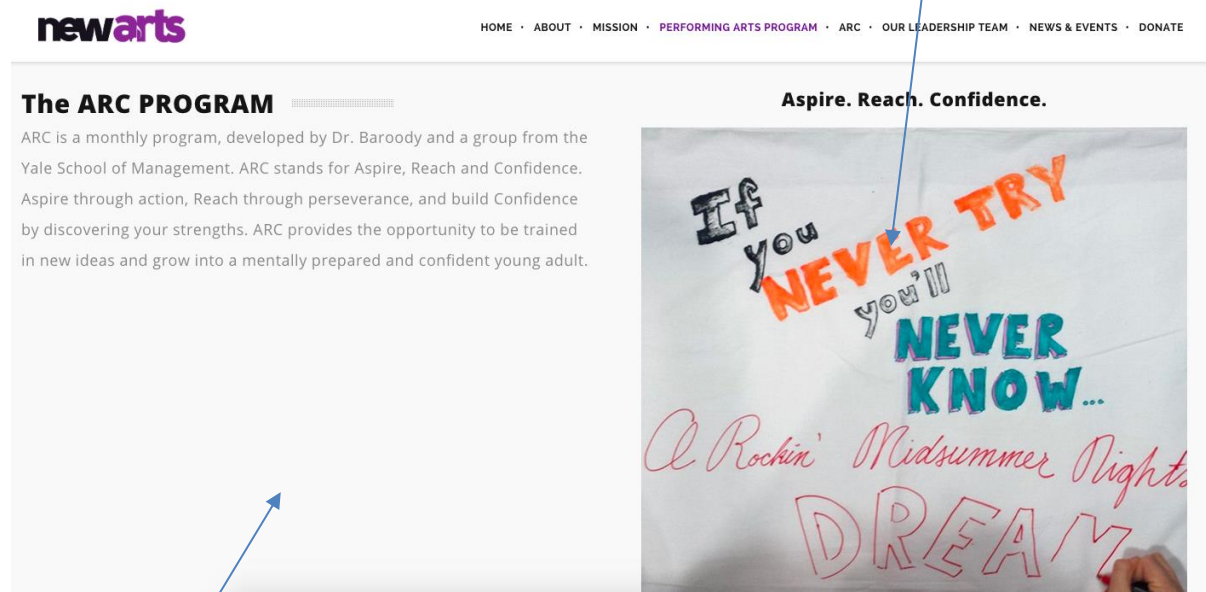 newarts
HOME · ABOUT · MISSION · PERFORMING ARTS PROGRAM · ARC · OUR LEADERSHIP TEAM · NEWS & EVENTS · DONATE
The ARC PROGRAM
ARC is a monthly program, developed by Dr. Baroody and a group from the
Yale School of Management. ARC stands for Aspire, Reach and Confidence.
Aspire through action, Reach through perseverance, and build Confidence
by discovering your strengths. ARC provides the opportunity to be trained
in new ideas and grow into a mentally prepared and confident young adult.
Aspire. Reach. Confidence.
If
you
NEVER TRY
you'll
NEVER
KNOW...
A Rockin' Midsummer Nights
DREAM